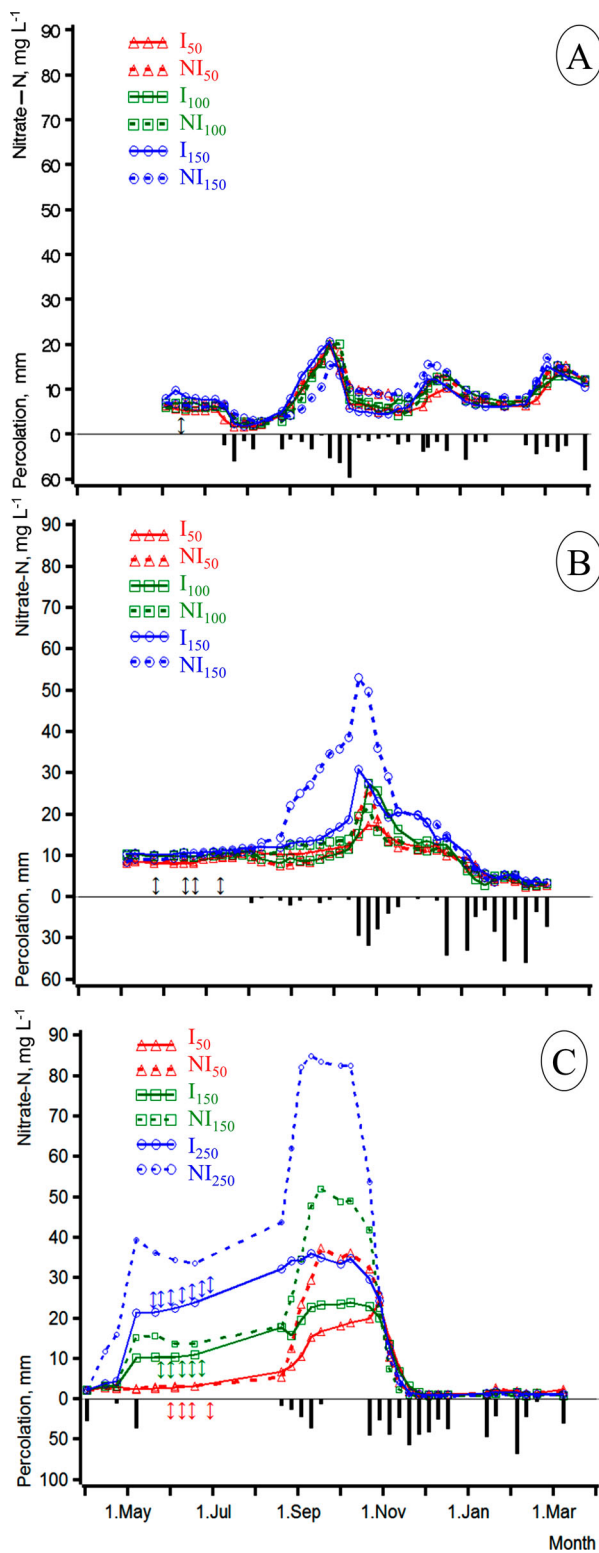 Nitrate–N, mg L⁻¹
Percolation, mm
A
90
80
70
60
50
40
30
20
10
0
60
I₅₀
NI₅₀
I₁₀₀
NI₁₀₀
I₁₅₀
NI₁₅₀
Nitrate-N, mg L⁻¹
Percolation, mm
B
90
80
70
60
50
40
30
20
10
0
30
60
I₅₀
NI₅₀
I₁₀₀
NI₁₀₀
I₁₅₀
NI₁₅₀
Nitrate-N, mg L⁻¹
Percolation, mm
C
90
80
70
60
50
40
30
20
10
0
50
100
I₅₀
NI₅₀
I₁₅₀
NI₁₅₀
I₂₅₀
NI₂₅₀
1.May 1.Jul 1.Sep 1.Nov 1.Jan 1.Mar
Month